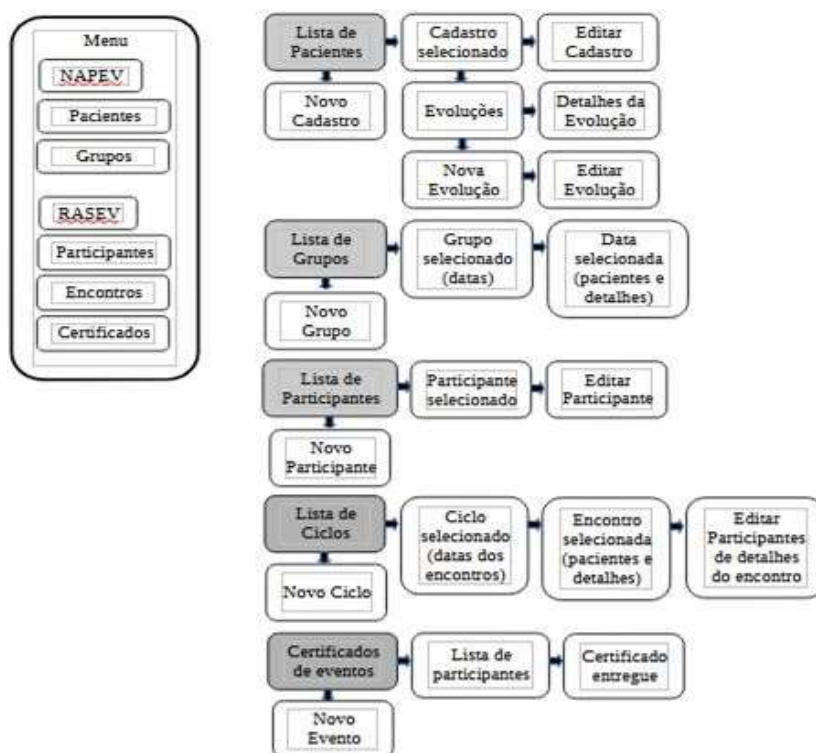 Menu
NAPEV
Pacientes
Grupos
RASEV
Participantes
Encontros
Certificados
Lista de
Pacientes
Cadastro
selecionado
Editar
Cadastro
Novo
Cadastro
Evoluções
Detalhes da
Evolução
Nova
Evolução
Editar
Evolução
Lista de
Grupos
Grupo
selecionado
(datas)
Data
selecionada
(pacientes e
detalhes)
Novo
Grupo
Lista de
Participantes
Participante
selecionado
Editar
Participante
Novo
Participante
Lista de
Ciclos
Ciclo
selecionado
(datas dos
encontros)
Encontro
selecionada
(pacientes e
detalhes)
Editar
Participantes
de detalhes
do encontro
Novo Ciclo
Certificados
de eventos
Lista de
participantes
Certificado
entregue
Novo
Evento